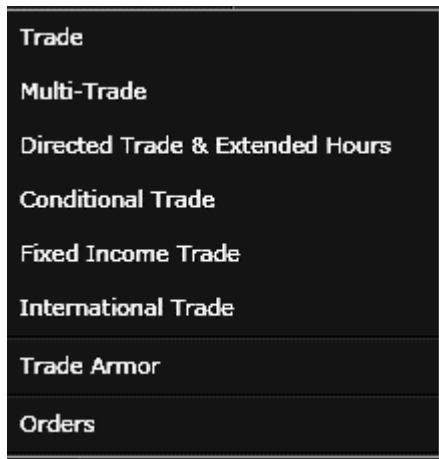 Trade
Multi-Trade
Directed Trade & Extended Hours
Conditional Trade
Fixed Income Trade
International Trade
Trade Armor
Orders